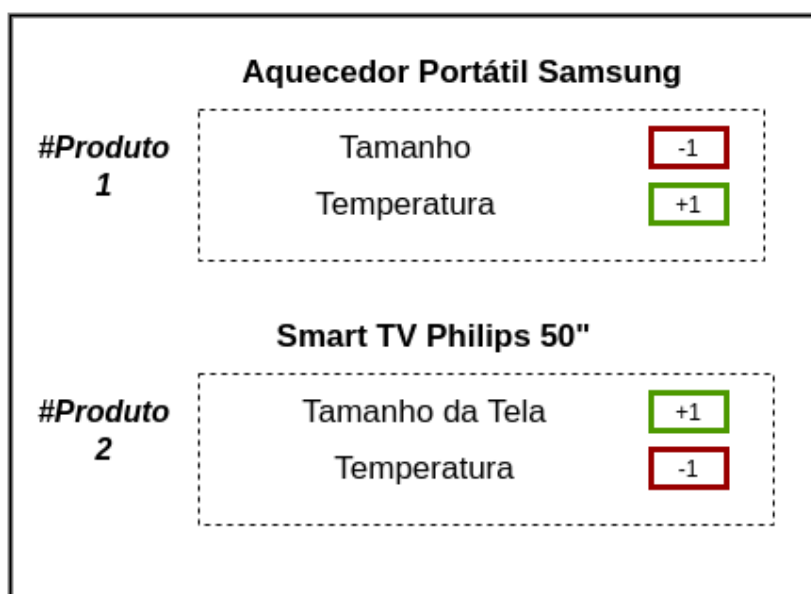 Aquecedor Portátil Samsung
#Produto
1
Tamanho
-1
Temperatura
+1
Smart TV Philips 50"
#Produto
2
Tamanho da Tela
+1
Temperatura
-1